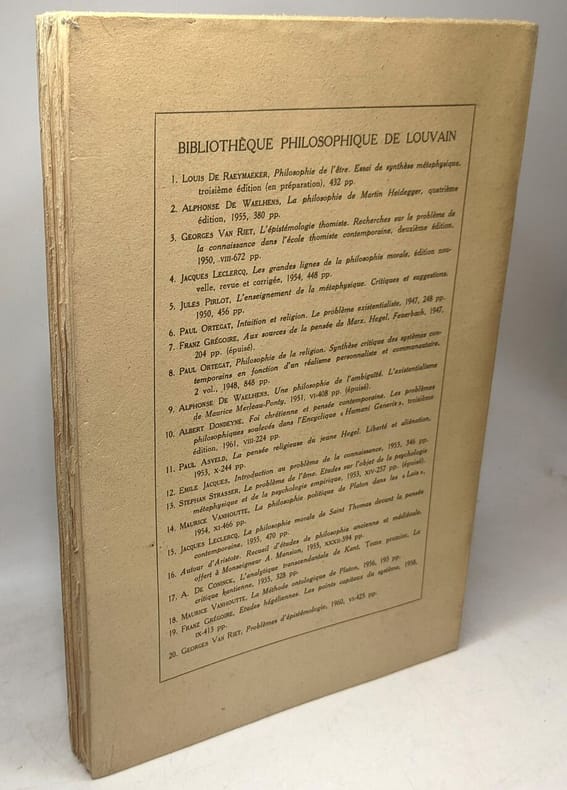 BIBLIOTHÈQUE PHILOSOPHIQUE DE LOUVAIN
1. LOUIS DE RAEYMAEKER, Philosophie de l'être. Essai de synthèse métaphysique,
troisième édition (en préparation), 432 pp.
2. ALPHONSE DE WAELHENS, La philosophie de Martin Heidegger, quatrième
édition, 1955, 380 pp.
3. GEORGES VAN RIET, L'épistémologie thomiste. Recherches sur le problème de
la connaissance dans l'école thomiste contemporaine, deuxième édition,
1950, VIII-672 pp.
4. JACQUES LECLERCQ, Les grandes lignes de la philosophie morale, édition nou-
velle, revue et corrigée, 1954, 448 pp.
5. JULES PIRLOT, L'enseignement de la métaphysique. Critiques et suggestions,
1950, 456 pp.
6. PAUL ORTEGAT, Intuition et religion. Le problème existentialiste, 1947, 248 pp.
7. FRANZ GRÉGOIRE, Aux sources de la pensée de Marx. Hegel, Feuerbach, 1947,
204 pp. (épuisé).
8. PAUL ORTEGAT, Philosophie de la religion. Synthèse critique des systèmes con-
temporains en fonction d'un réalisme personnaliste et communautaire,
2 vol., 1948, 848 pp.
9. ALPHONSE DE WAELHENS, Une philosophie de l'ambiguïté. L'existentialisme
de Maurice Merleau-Ponty, 1951, VI-408 pp. (épuisé).
10. ALBERT DONDEYNE, Foi chrétienne et pensée contemporaine. Les problèmes
philosophiques soulevés dans l'Encyclique « Humani Generis », troisième
édition, 1961, VIII-224 pp.
11. PAUL ASVELD, La pensée religieuse du jeune Hegel. Liberté et aliénation,
1953, X-244 pp.
12. EMILE JACQUES, Introduction au problème de la connaissance, 1953, 346 pp.
13. STEPHAN STRASSER, Le problème de l'âme. Etudes sur l'objet de la psychologie
métaphysique et de la psychologie empirique, 1953, XIV-257 pp. (épuisé).
14. MAURICE VANHOUTTE, La philosophie politique de Platon dans les « Lois »,
1954, XI-466 pp.
15. JACQUES LECLERCQ, La philosophie morale de Saint Thomas devant la pensée
contemporaine, 1955, 470 pp.
16. Autour d'Aristote. Recueil d'études de philosophie ancienne et médiévale
offert à Monseigneur A. Mansion, 1955, XXXII-594 pp.
17. A. DE CONINCK, L'analytique transcendantale de Kant. Tome premier. La
critique kantienne, 1955, 328 pp.
18. MAURICE VANHOUTTE, La Méthode ontologique de Platon, 1956, 193 pp.
19. FRANZ GRÉGOIRE, Etudes hégéliennes. Les points capitaux du système, 1958,
IX-413 pp.
20. GEORGES VAN RIET, Problèmes d'épistémologie, 1960, VI-425 pp.